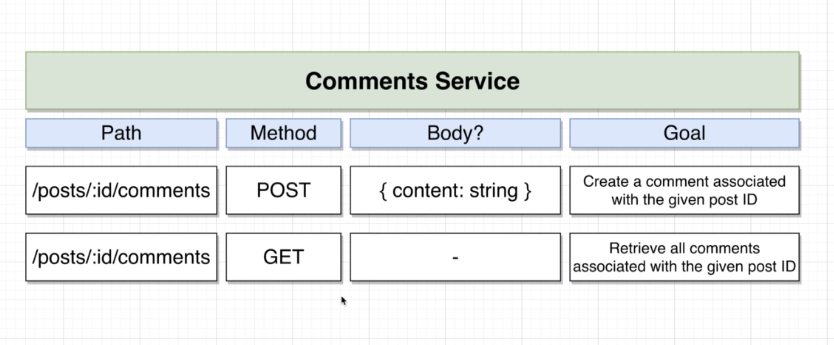 Comments Service
Path Method Body? Goal
/posts/:id/comments POST { content: string } Create a comment associated
with the given post ID
/posts/:id/comments GET - Retrieve all comments
associated with the given post ID